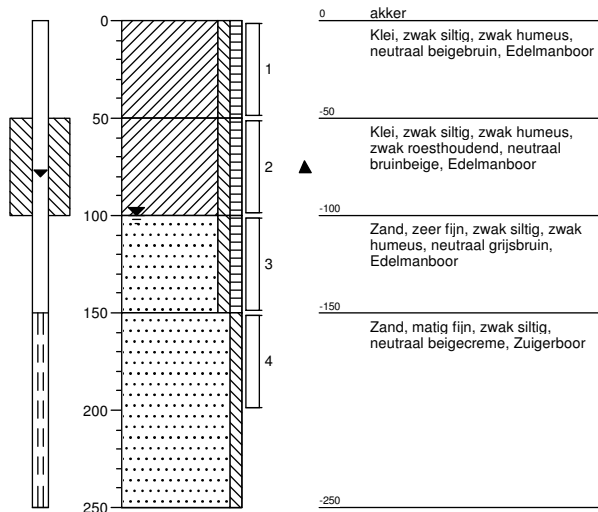 0
50
100
150
200
250
1
2
3
4
0
akker
Klei, zwak siltig, zwak humeus,
neutraal beigebruin, Edelmanboor
-50
Klei, zwak siltig, zwak humeus,
zwak roesthoudend, neutraal
bruinbeige, Edelmanboor
-100
Zand, zeer fijn, zwak siltig, zwak
humeus, neutraal grijsbruin,
Edelmanboor
-150
Zand, matig fijn, zwak siltig,
neutraal beigecreme, Zuigerboor
-250